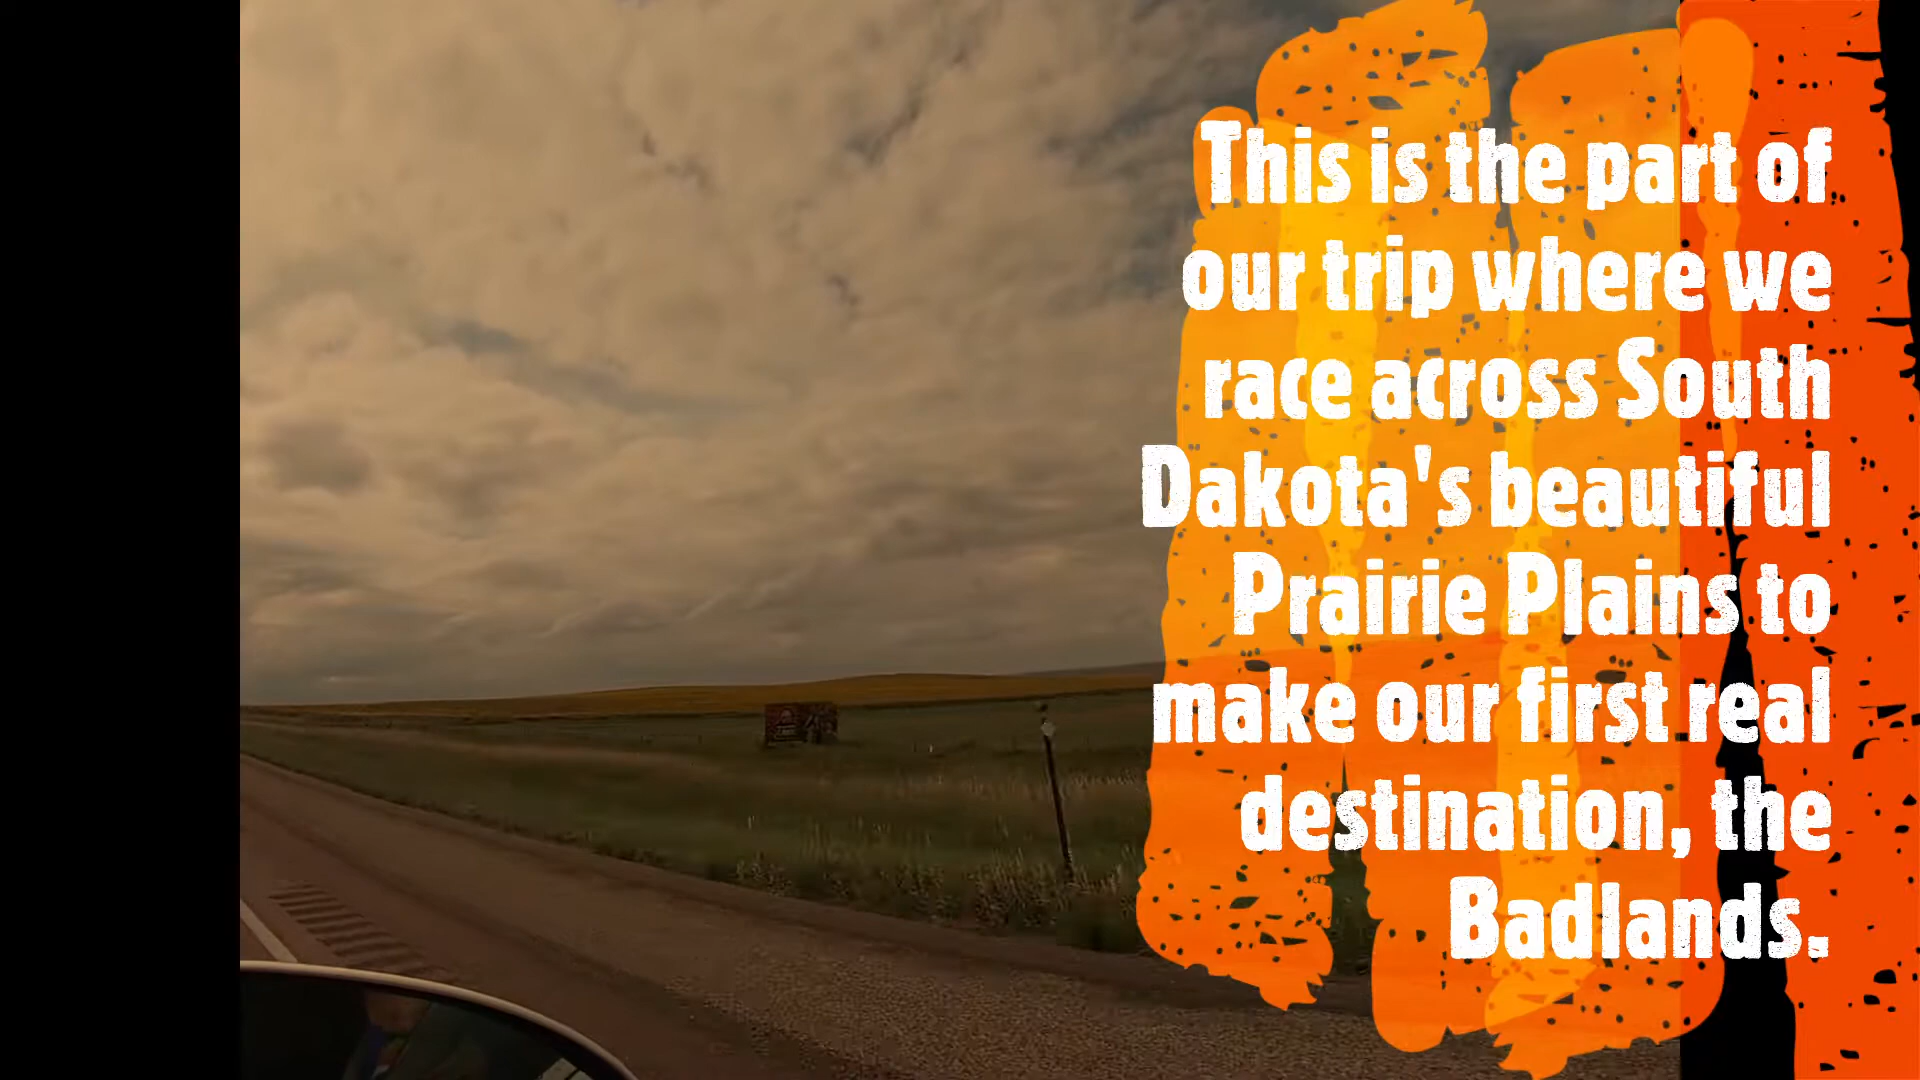 This is the part of
our trip where we
race across South
Dakota's beautiful
Prairie Plains to
make our first real
destination, the
Badlands.